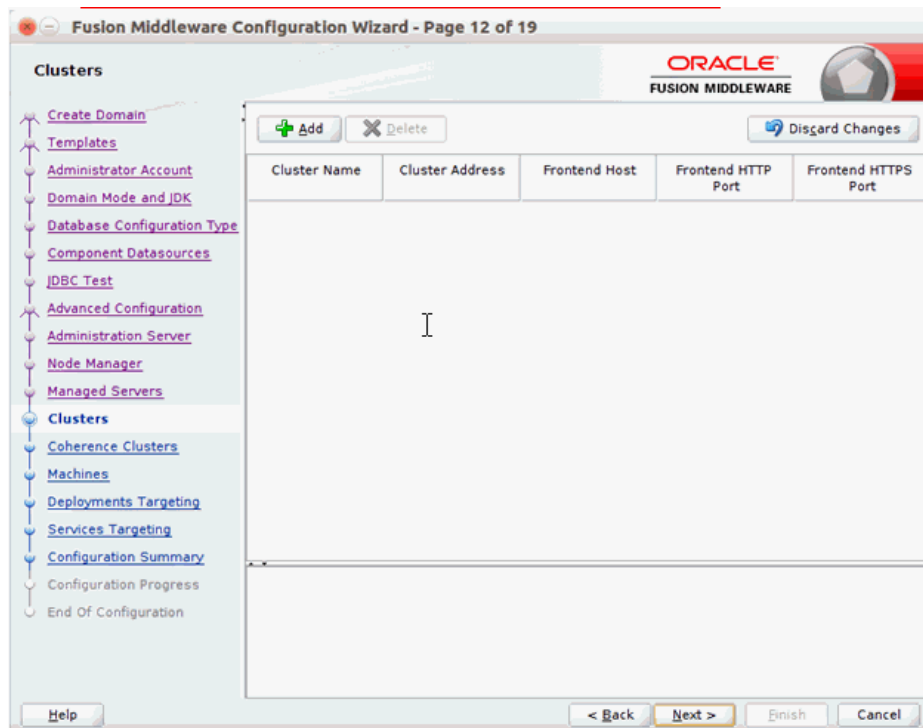 Fusion Middleware Configuration Wizard - Page 12 of 19
Clusters
ORACLE
FUSION MIDDLEWARE
Create Domain
Templates
Administrator Account
Domain Mode and JDK
Database Configuration Type
Component Datasources
JDBC Test
Advanced Configuration
Administration Server
Node Manager
Managed Servers
Clusters
Coherence Clusters
Machines
Deployments Targeting
Services Targeting
Configuration Summary
Configuration Progress
End Of Configuration
Add Delete Discard Changes
Cluster Name Cluster Address Frontend Host Frontend HTTP Port Frontend HTTPS Port
Help < Back Next > Finish Cancel